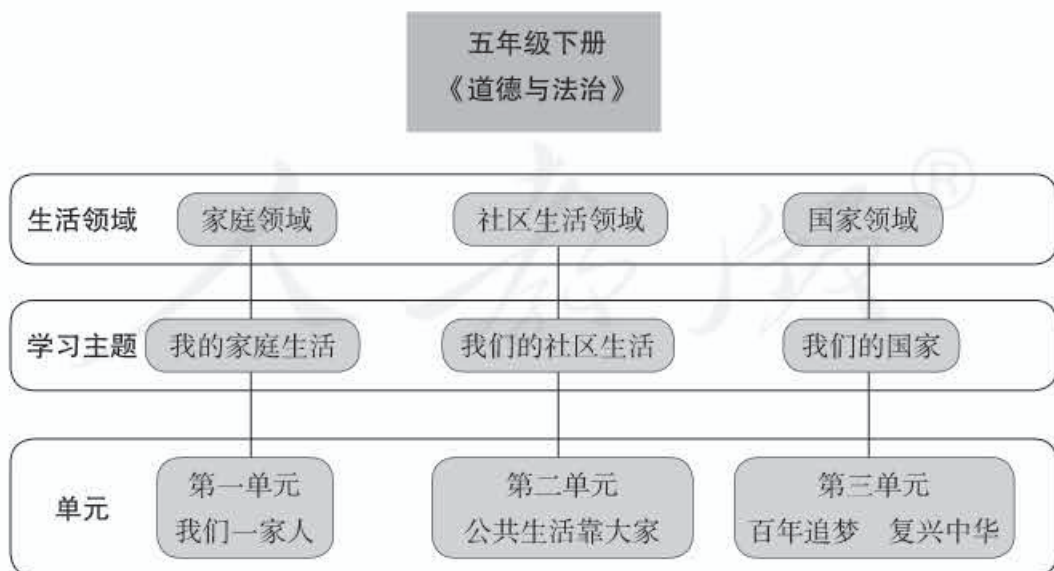 五年级下册
《道德与法治》
生活领域 家庭领域 社区生活领域 国家领域
学习主题 我的家庭生活 我们的社区生活 我们的国家
单元
第一单元
我们一家人
第二单元
公共生活靠大家
第三单元
百年追梦 复兴中华
人教版®